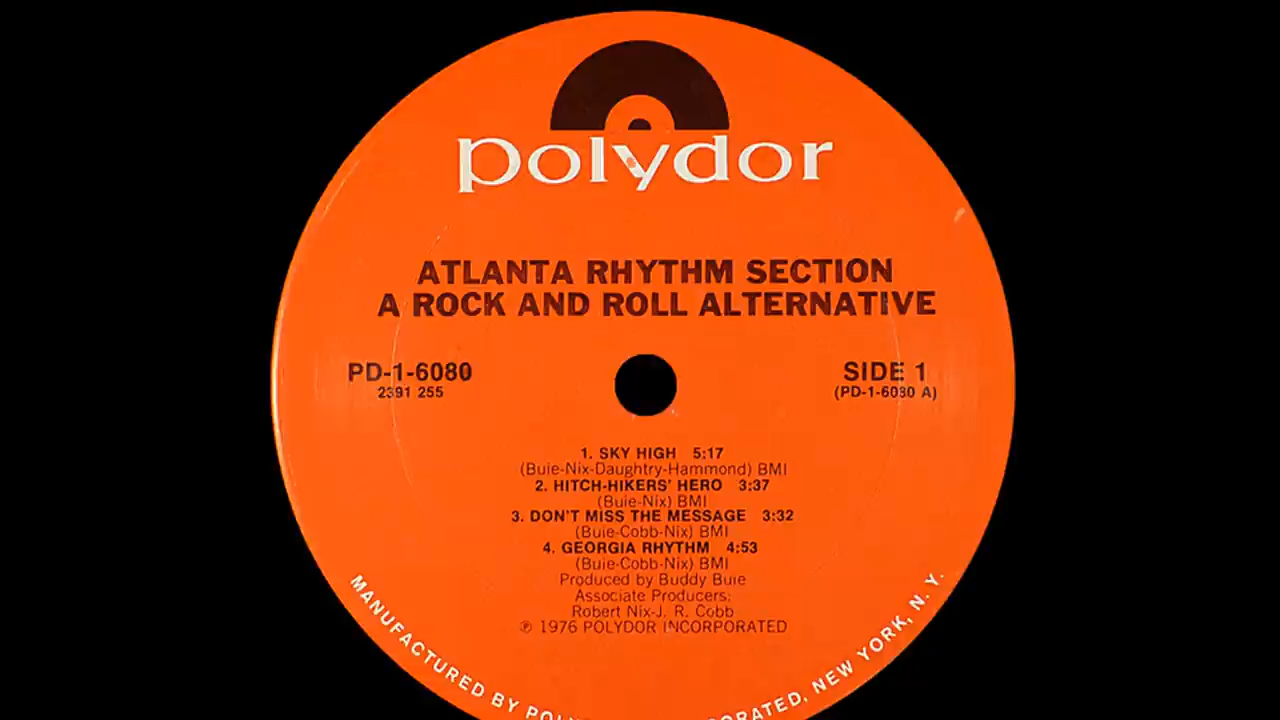 polydor
ATLANTA RHYTHM SECTION
A ROCK AND ROLL ALTERNATIVE
PD-1-6080
2391 255
SIDE 1
(PD-1-6080 A)
1. SKY HIGH 5:17
(Buie-Nix-Daughtry-Hammond) BMI
2. HITCH-HIKERS' HERO 3:37
(Buie-Nix) BMI
3. DON'T MISS THE MESSAGE 3:32
(Buie-Cobb-Nix) BMI
4. GEORGIA RHYTHM 4:53
(Buie-Cobb-Nix) BMI
Produced by Buddy Buie
Associate Producers:
Robert Nix-J. R. Cobb
℗ 1976 POLYDOR INCORPORATED
MANUFACTURED BY NEW YORK, N. Y.